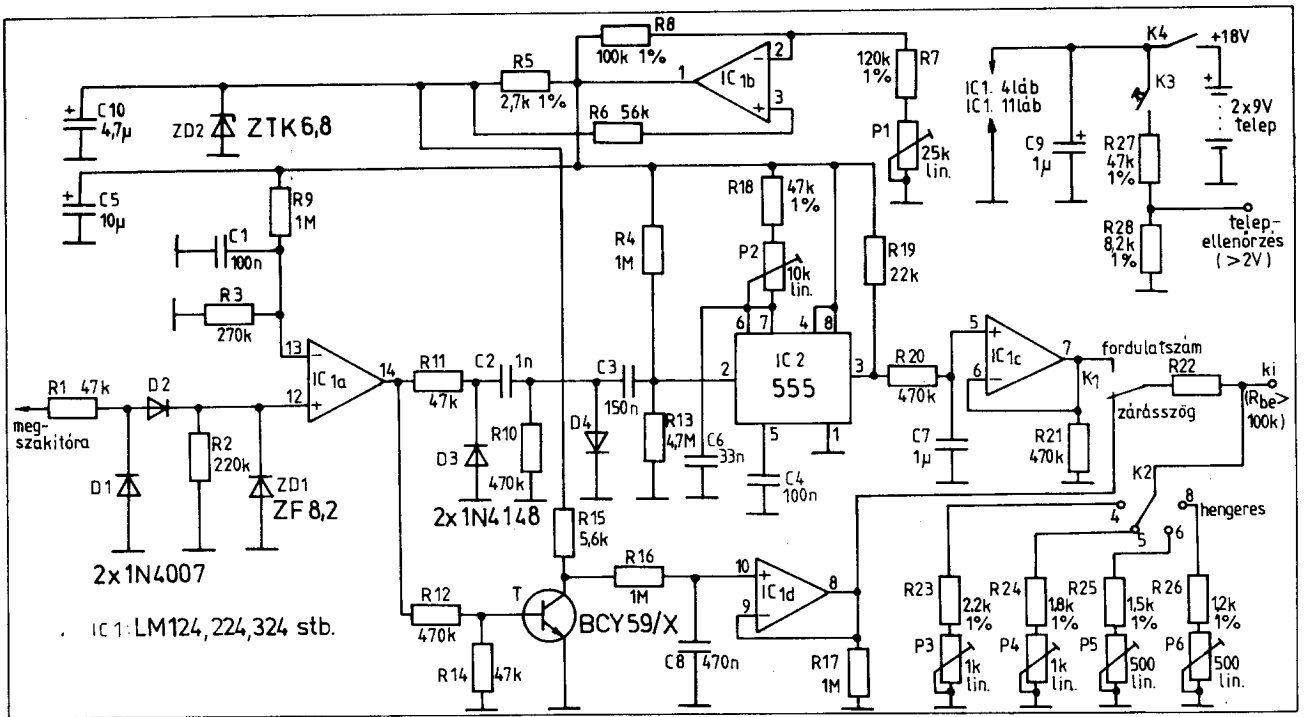 R8
100k 1%
K4
+18V
R5
2,7k 1%
1
2
IC1b
3
R6 56k
120k
1%
R7
P1
25k
lin.
IC1. 4láb
IC1. 11láb
C9
1µ
K3
2x9V
telep
R27
47k
1%
R28
8,2k
1%
telep-
ellenőrzés
(>2V)
C10
4,7µ
ZD2
ZTK6,8
C5
10µ
R9
1M
C1
100n
R3
270k
R4
1M
R18
47k
1%
P2
10k
lin.
R19
22k
R1 47k
meg-
szakítóra
D2
D1
R2
220k
ZD1
ZF8,2
2x1N4007
13
12
14
IC1a
R11
47k
C2
1n
D3
R10
470k
D4
2x1N4148
C3
150n
R13
4,7M
C6
33n
6
7
4
8
2
3
IC2
555
5
1
C4
100n
R20
470k
C7
1µ
5
6
7
IC1c
K1
R21
470k
fordulatszám
R22
zárásszög
ki
(Rbe>
100k)
K2
4
5
6
8
hengeres
R12
470k
R14
47k
T
BCY59/X
R15
5,6k
R16
1M
C8
470n
10
9
8
IC1d
R17
1M
R23
2,2k
1%
P3
1k
lin.
R24
1,8k
1%
P4
1k
lin.
R25
1,5k
1%
P5
500
lin.
R26
1,2k
1%
P6
500
lin.
IC1: LM124,224,324 stb.